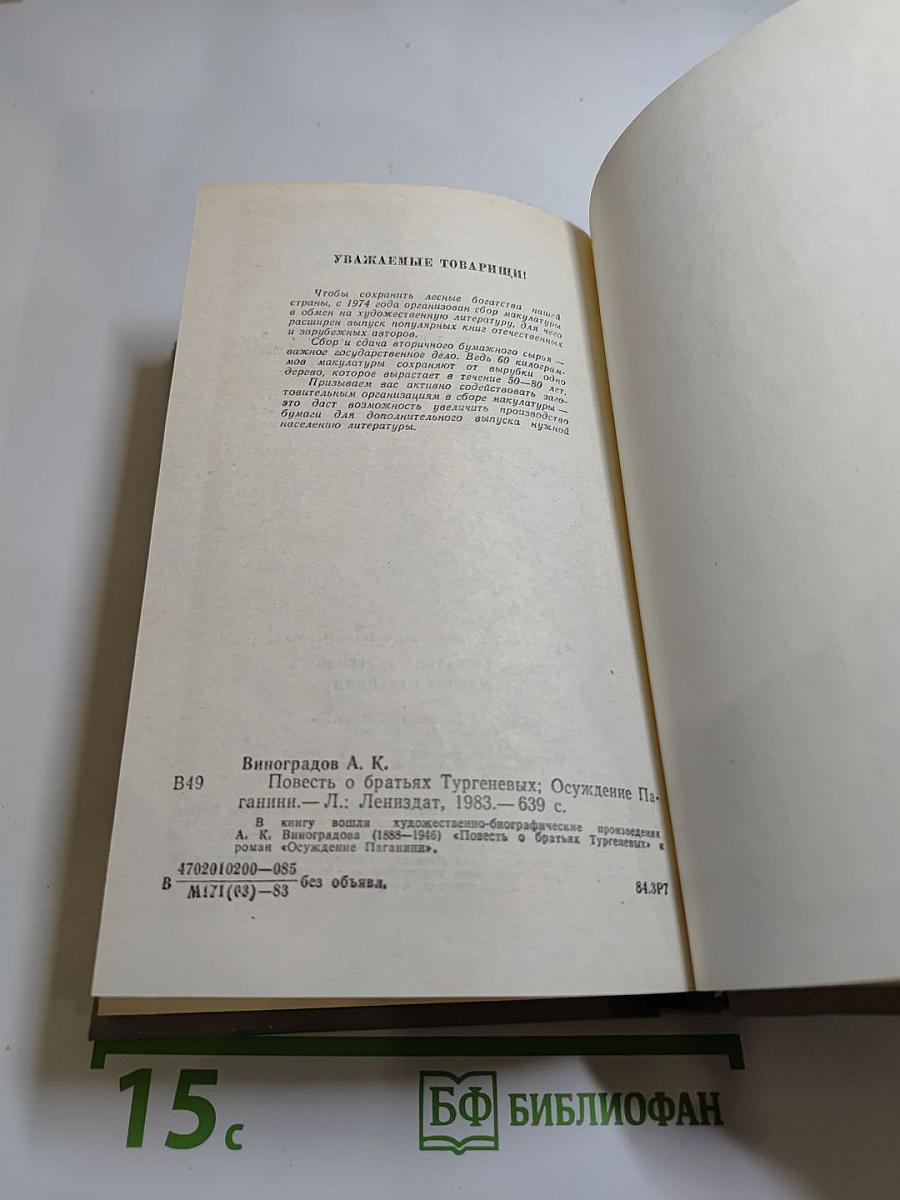 УВАЖАЕМЫЕ ТОВАРИЩИ!
Чтобы сохранить лесные богатства нашей
страны, с 1974 года организован сбор макулатуры
в обмен на художественную литературу, для чего
расширен выпуск популярных книг отечественных
и зарубежных авторов.
Сбор и сдача вторичного бумажного сырья —
важное государственное дело. Ведь 60 килограм-
мов макулатуры сохраняют от вырубки одно
дерево, которое вырастает в течение 50—80 лет.
Призываем вас активно содействовать заго-
товительным организациям в сборе макулатуры —
это даст возможность увеличить производство
бумаги для дополнительного выпуска нужной
населению литературы.
Виноградов А. К.
В49 Повесть о братьях Тургеневых; Осуждение Па-
ганини.— Л.: Лениздат, 1983.— 639 с.
В книгу вошли художественно-биографические произведения
А. К. Виноградова (1888—1946) «Повесть о братьях Тургеневых» и
роман «Осуждение Паганини».
4702010200—085
В М171(03)—83 без объявл. 84.3Р7
15 с БФ БИБЛИОФАН